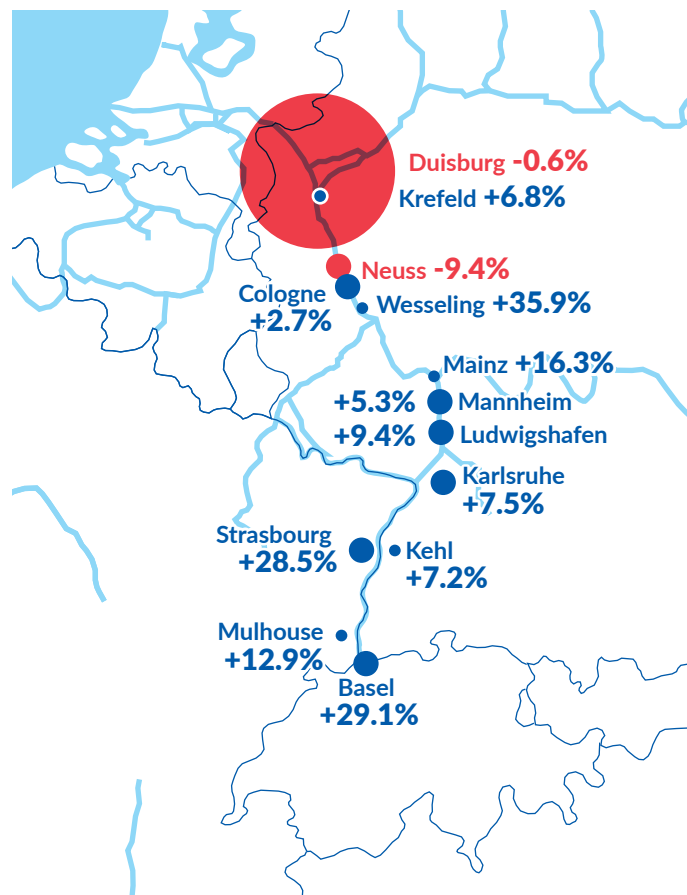 Duisburg -0.6%
Krefeld +6.8%
Neuss -9.4%
Cologne
+2.7%
Wesseling +35.9%
Mainz +16.3%
+5.3% Mannheim
+9.4% Ludwigshafen
Karlsruhe
+7.5%
Strasbourg
+28.5%
Kehl
+7.2%
Mulhouse
+12.9%
Basel
+29.1%